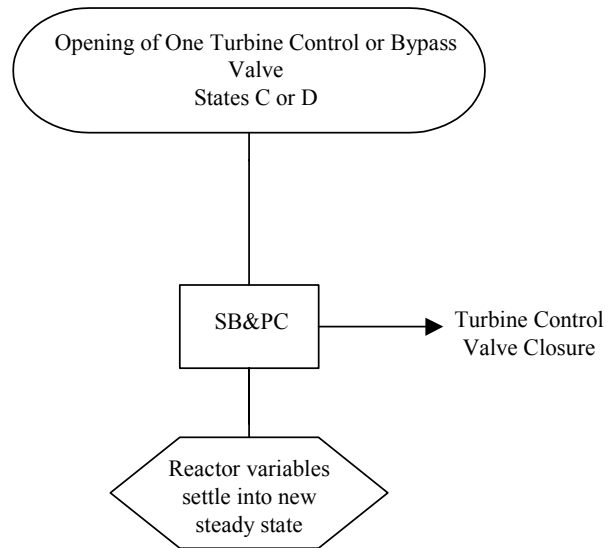 Opening of One Turbine Control or Bypass
Valve
States C or D
SB&PC
Turbine Control
Valve Closure
Reactor variables
settle into new
steady state